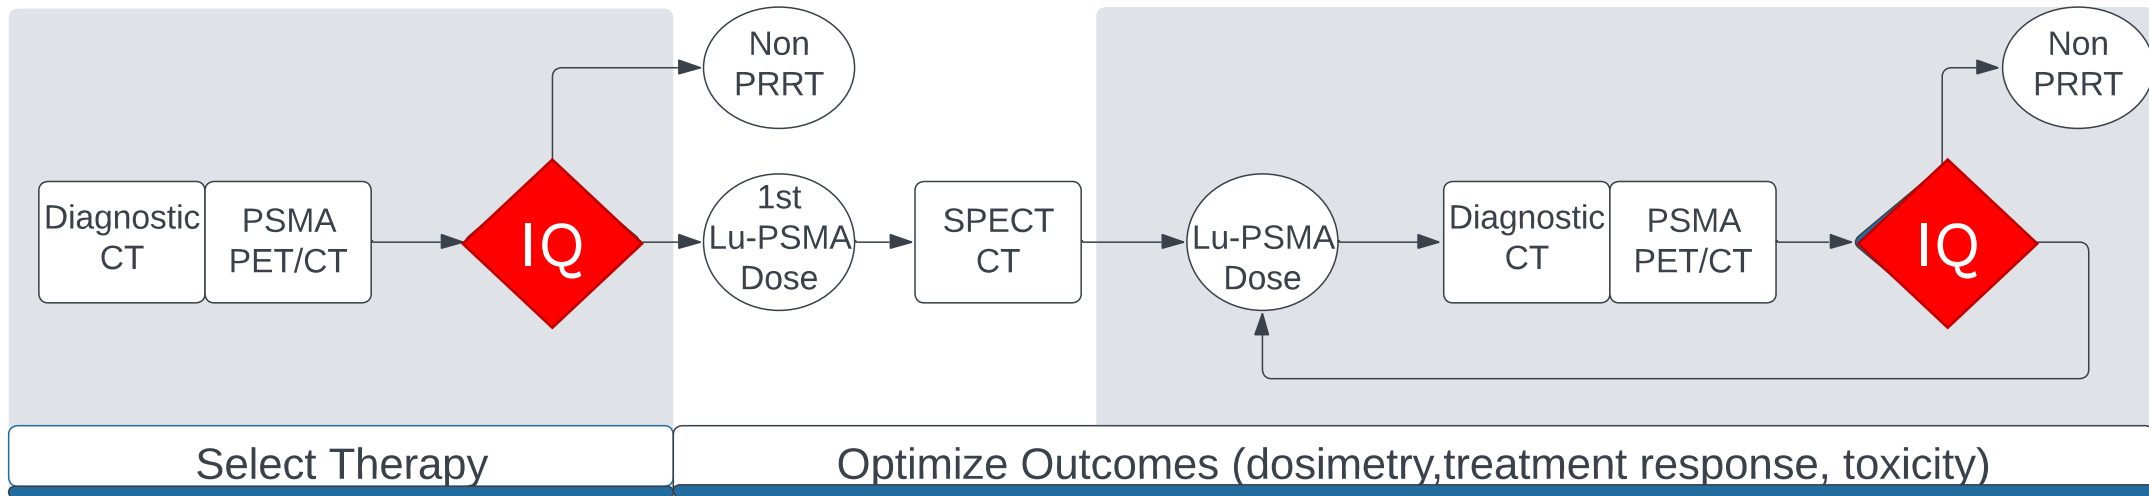 Non
PRRT
Non
PRRT
Diagnostic
CT
PSMA
PET/CT
IQ
1st
Lu-PSMA
Dose
SPECT
CT
Lu-PSMA
Dose
Diagnostic
CT
PSMA
PET/CT
IQ
Select Therapy
Optimize Outcomes (dosimetry,treatment response, toxicity)